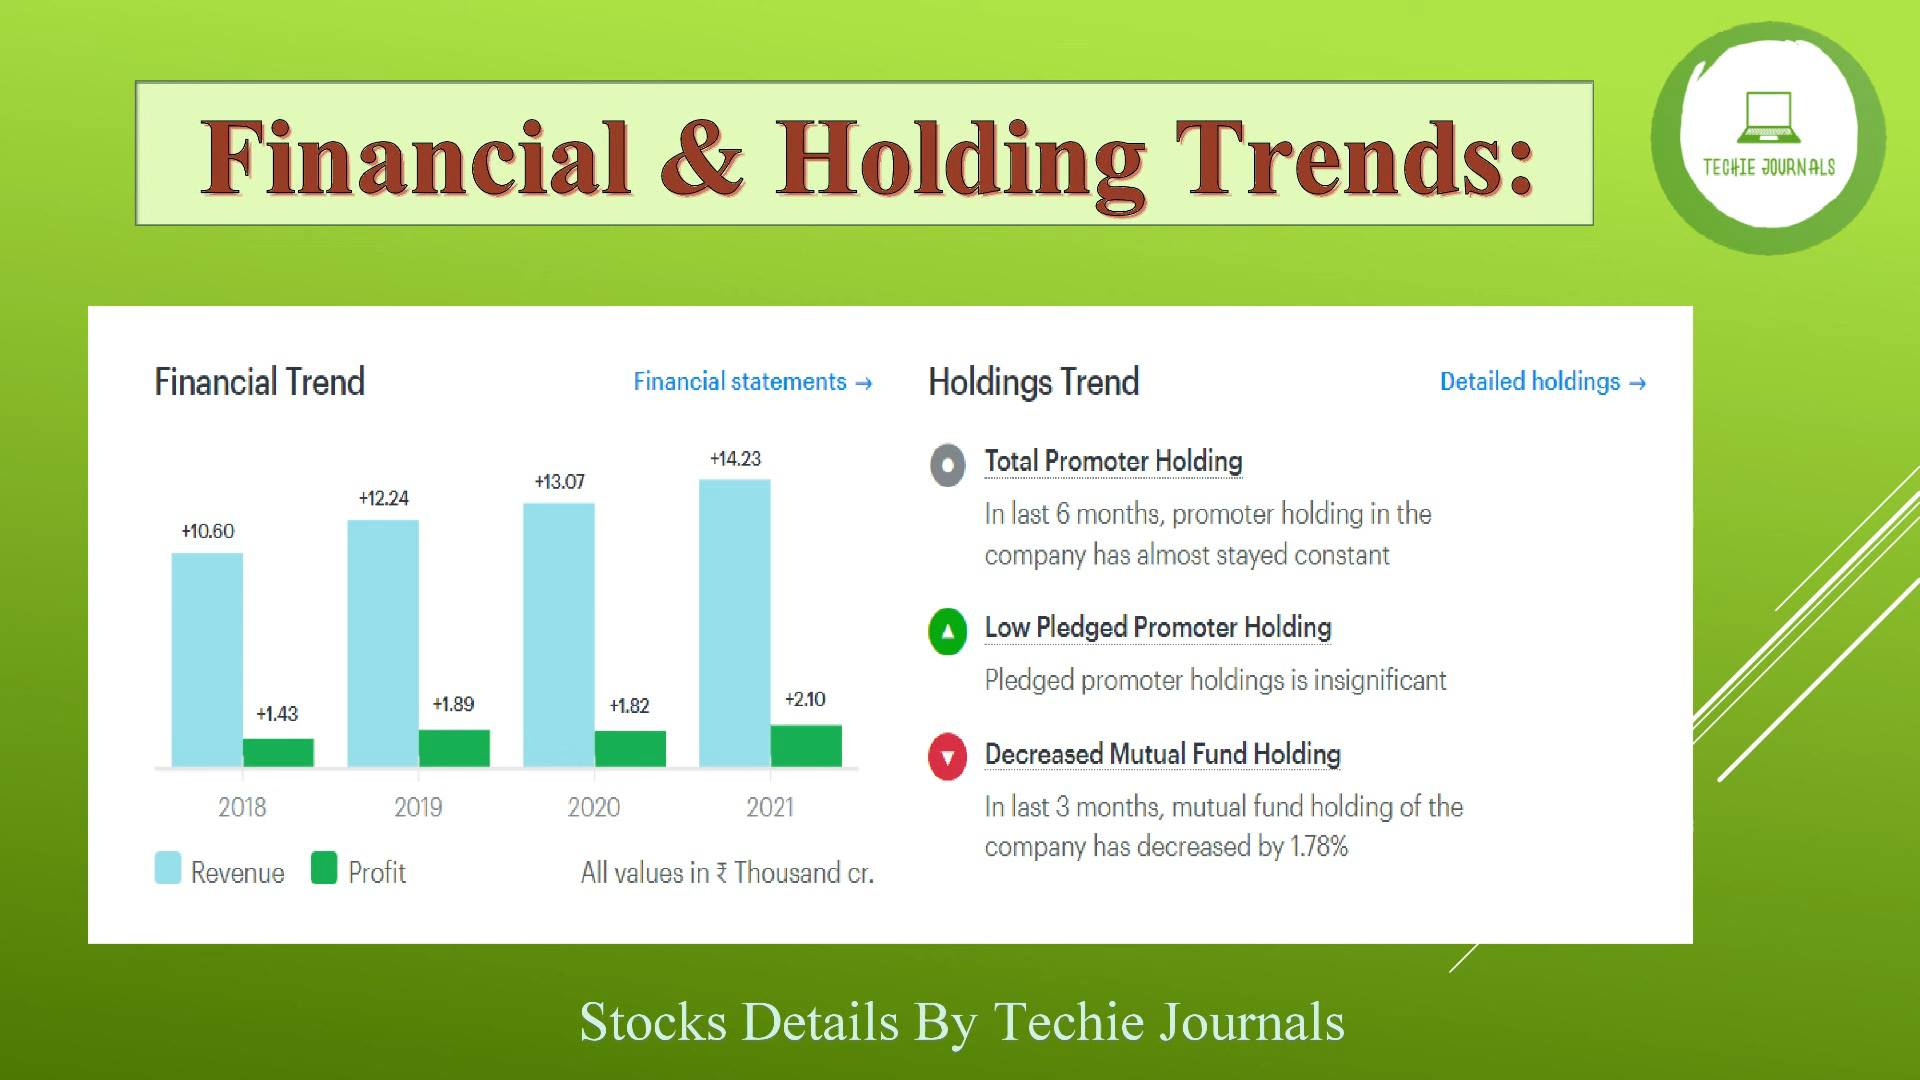 Financial & Holding Trends:
TECHIE JOURNALS
Financial Trend
Financial statements →
+10.60
+1.43
+12.24
+1.89
+13.07
+1.82
+14.23
+2.10
2018
2019
2020
2021
Revenue
Profit
All values in ₹ Thousand cr.
Holdings Trend
Detailed holdings →
Total Promoter Holding
In last 6 months, promoter holding in the
company has almost stayed constant
Low Pledged Promoter Holding
Pledged promoter holdings is insignificant
Decreased Mutual Fund Holding
In last 3 months, mutual fund holding of the
company has decreased by 1.78%
Stocks Details By Techie Journals